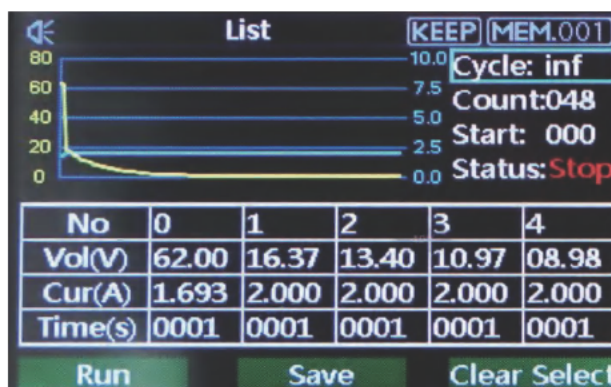 List KEEP MEM.001
80 10.0 Cycle: inf
60 7.5 Count:048
40 5.0 Start: 000
20 2.5 Status:Stop
0 0.0
No 0 1 2 3 4
Vol(V) 62.00 16.37 13.40 10.97 08.98
Cur(A) 1.693 2.000 2.000 2.000 2.000
Time(s) 0001 0001 0001 0001 0001
Run Save Clear Select